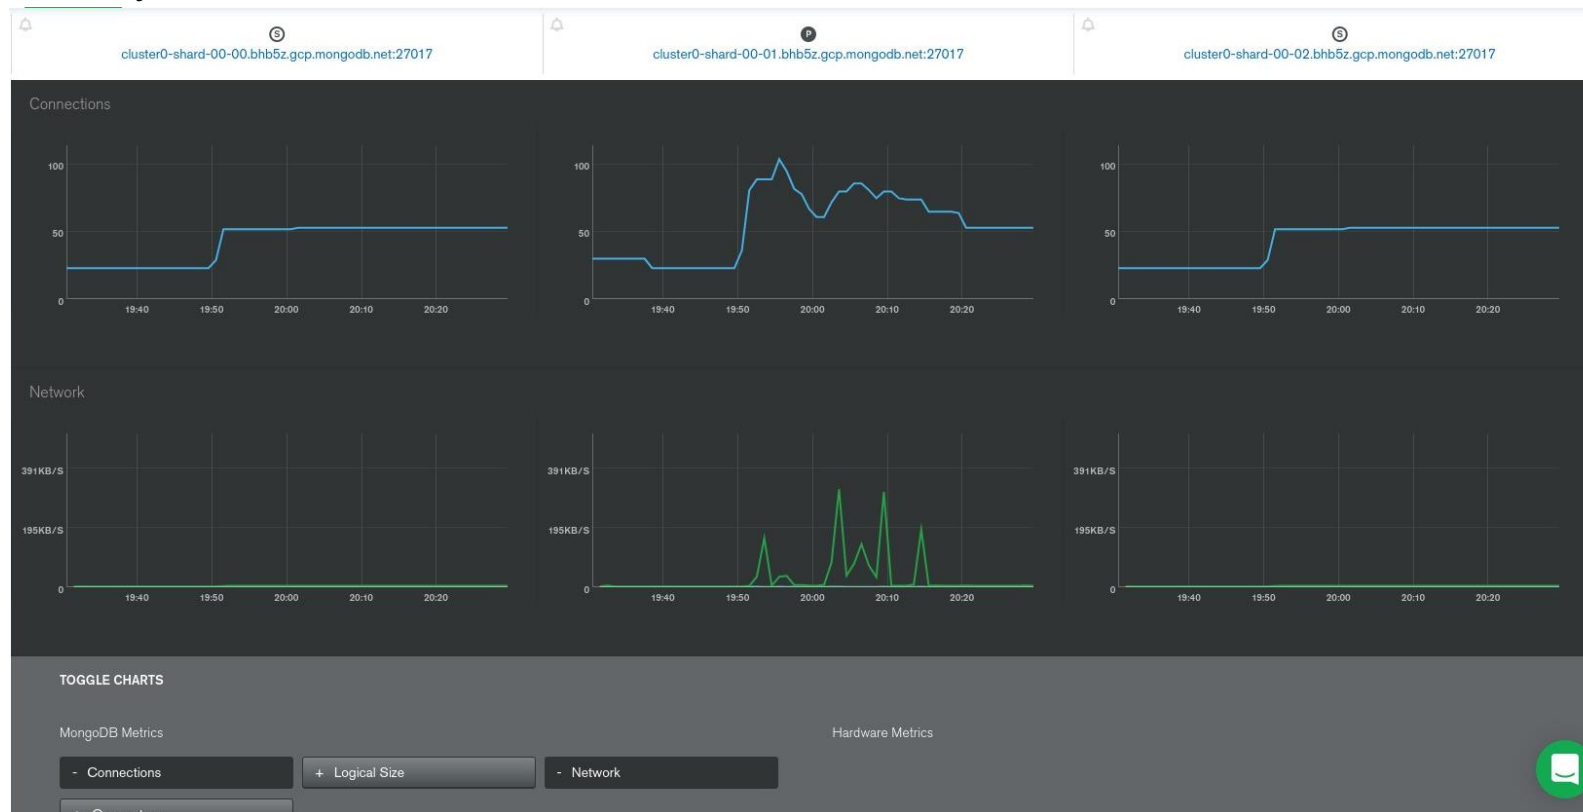 S
cluster0-shard-00-00.bhb5z.gcp.mongodb.net:27017
P
cluster0-shard-00-01.bhb5z.gcp.mongodb.net:27017
S
cluster0-shard-00-02.bhb5z.gcp.mongodb.net:27017
Connections
100
50
0
19:40 19:50 20:00 20:10 20:20
100
50
0
19:40 19:50 20:00 20:10 20:20
100
50
0
19:40 19:50 20:00 20:10 20:20
Network
391KB/S
195KB/S
0
19:40 19:50 20:00 20:10 20:20
391KB/S
195KB/S
0
19:40 19:50 20:00 20:10 20:20
391KB/S
195KB/S
0
19:40 19:50 20:00 20:10 20:20
TOGGLE CHARTS
MongoDB Metrics
Hardware Metrics
- Connections
+ Logical Size
- Network